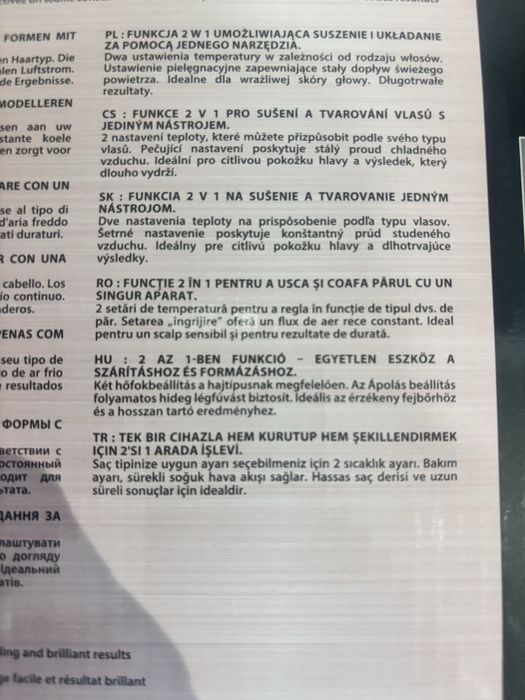 FORMEN MIT
en Haartyp. Die
len Luftstrom.
de Ergebnisse.
MODELLEREN
sen aan uw
stante koele
en zorgt voor
ARE CON UN
se al tipo di
d'aria freddo
ati duraturi.
R CON UNA
cabello. Los
ío continuo.
deros.
PENAS COM
seu tipo de
o de ar frio
e resultados
ФОРМЫ С
ветствии с
остоянный
одит для
ьтата.
ДАННЯ ЗА
лаштувати
о догляду
Ідеальний
атів.
ling and brilliant results
ge facile et résultat brillant
PL : FUNKCJA 2 W 1 UMOŻLIWIAJĄCA SUSZENIE I UKŁADANIE
ZA POMOCĄ JEDNEGO NARZĘDZIA.
Dwa ustawienia temperatury w zależności od rodzaju włosów.
Ustawienie pielęgnacyjne zapewniające stały dopływ świeżego
powietrza. Idealne dla wrażliwej skóry głowy. Długotrwałe
rezultaty.
CS : FUNKCE 2 V 1 PRO SUŠENÍ A TVAROVÁNÍ VLASŮ S
JEDINÝM NÁSTROJEM.
2 nastavení teploty, které můžete přizpůsobit podle svého typu
vlasů. Pečující nastavení poskytuje stálý proud chladného
vzduchu. Ideální pro citlivou pokožku hlavy a výsledek, který
dlouho vydrží.
SK : FUNKCIA 2 V 1 NA SUŠENIE A TVAROVANIE JEDNÝM
NÁSTROJOM.
Dve nastavenia teploty na prispôsobenie podľa typu vlasov.
Šetrné nastavenie poskytuje konštantný prúd studeného
vzduchu. Ideálny pre citlivú pokožku hlavy a dlhotrvajúce
výsledky.
RO : FUNCȚIE 2 ÎN 1 PENTRU A USCA ȘI COAFA PĂRUL CU UN
SINGUR APARAT.
2 setări de temperatură pentru a regla în funcție de tipul dvs. de
păr. Setarea „îngrijire” oferă un flux de aer rece constant. Ideal
pentru un scalp sensibil și pentru rezultate de durată.
HU : 2 AZ 1-BEN FUNKCIÓ – EGYETLEN ESZKÖZ A
SZÁRÍTÁSHOZ ÉS FORMÁZÁSHOZ.
Két hőfokbeállítás a hajtípusnak megfelelően. Az Ápolás beállítás
folyamatos hideg légfúvást biztosít. Ideális az érzékeny fejbőrhöz
és a hosszan tartó eredményhez.
TR : TEK BIR CIHAZLA HEM KURUTUP HEM ŞEKILLENDIRMEK
IÇIN 2'SI 1 ARADA IŞLEVI.
Saç tipinize uygun ayarı seçebilmeniz için 2 sıcaklık ayarı. Bakım
ayarı, sürekli soğuk hava akışı sağlar. Hassas saç derisi ve uzun
süreli sonuçlar için idealdir.